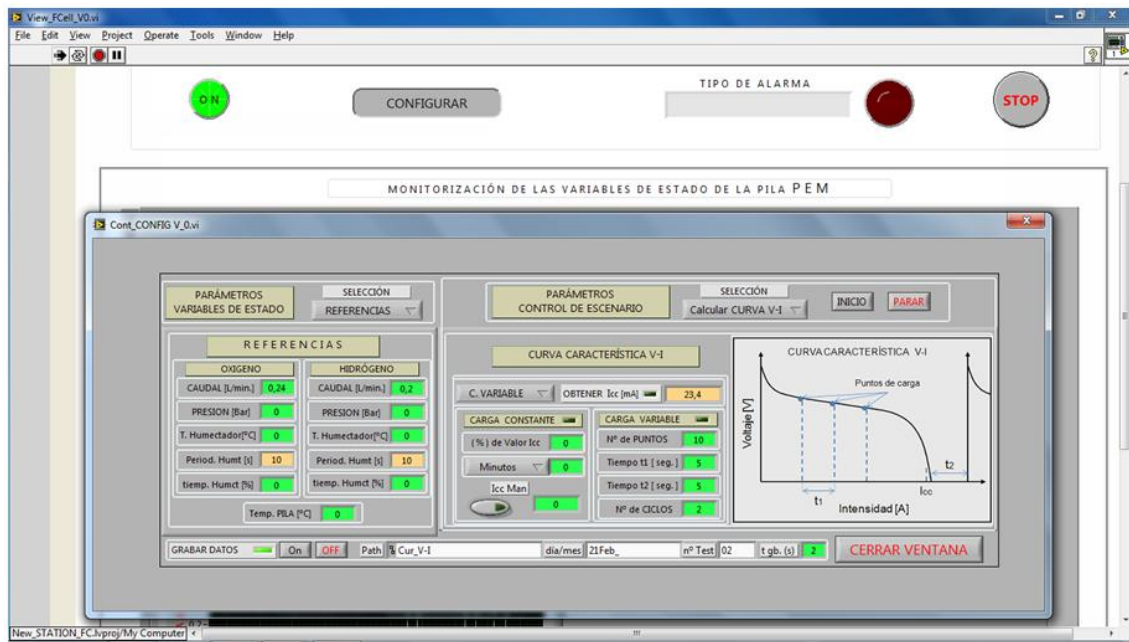 View_FCell_V0.vi
File Edit View Project Operate Tools Window Help
ON
CONFIGURAR
TIPO DE ALARMA
STOP
MONITORIZACIÓN DE LAS VARIABLES DE ESTADO DE LA PILA PEM
Cont_CONFIG V_0.vi
PARÁMETROS
VARIABLES DE ESTADO
SELECCIÓN
REFERENCIAS
PARÁMETROS
CONTROL DE ESCENARIO
SELECCIÓN
Calcular CURVA V-I
INICIO
PARAR
REFERENCIAS
OXIGENO
CAUDAL [L/min.] 0,24
PRESION [Bar] 0
T. Humectador[ºC] 0
Period. Humt [s] 10
tiemp. Humct [%] 0
HIDRÓGENO
CAUDAL [L/min.] 0,2
PRESION [Bar] 0
T. Humectador[ºC] 0
Period. Humt [s] 10
tiemp. Humct [%] 0
Temp. PILA [ºC] 0
CURVA CARACTERÍSTICA V-I
C. VARIABLE
OBTENER Icc [mA] 23,4
CARGA CONSTANTE
(%) de Valor Icc 0
Minutos 0
Icc Man
0
CARGA VARIABLE
Nº de PUNTOS 10
Tiempo t1 [ seg. ] 5
Tiempo t2 [ seg. ] 5
Nº de CICLOS 2
CURVA CARACTERÍSTICA V-I
Puntos de carga
Voltaje [V]
t1
t2
Icc
Intensidad [A]
GRABAR DATOS On OFF Path Cur_V-I día/mes 21Feb_ nº Test 02 t gb. (s) 2
CERRAR VENTANA
New_STATION_FC.lvproj/My Computer